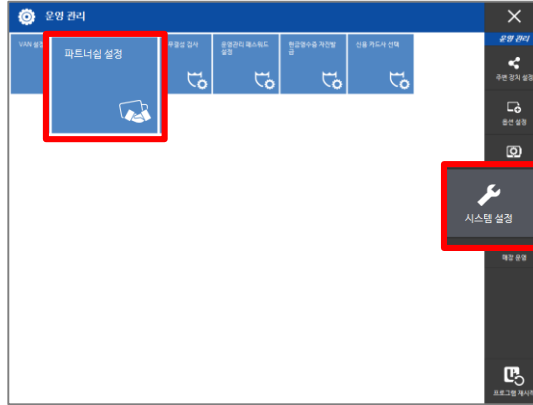 운영 관리
VAN 설정
파트너쉽 설정
무결성 검사
운영관리 패스워드
설정
현금영수증 자진발
급
신용 카드사 선택
운영 관리
주변 장치 설정
옵션 설정
시스템 설정
매장 운영
프로그램 재시작